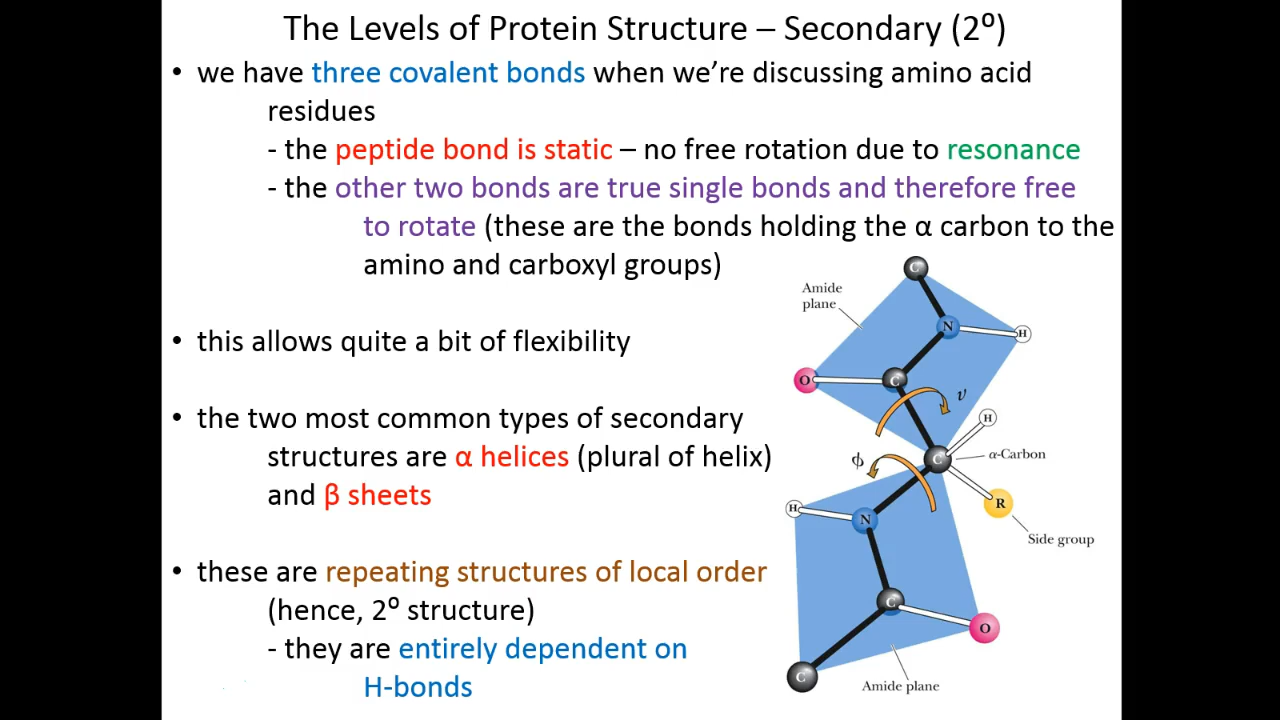 The Levels of Protein Structure – Secondary (2⁰)
• we have three covalent bonds when we’re discussing amino acid
residues
- the peptide bond is static – no free rotation due to resonance
- the other two bonds are true single bonds and therefore free
to rotate (these are the bonds holding the α carbon to the
amino and carboxyl groups)
• this allows quite a bit of flexibility
• the two most common types of secondary
structures are α helices (plural of helix)
and β sheets
• these are repeating structures of local order
(hence, 2⁰ structure)
- they are entirely dependent on
H-bonds
C
Amide
plane
N
H
O
C
υ
H
C
α-Carbon
ϕ
R
H
N
Side group
C
O
C
Amide plane